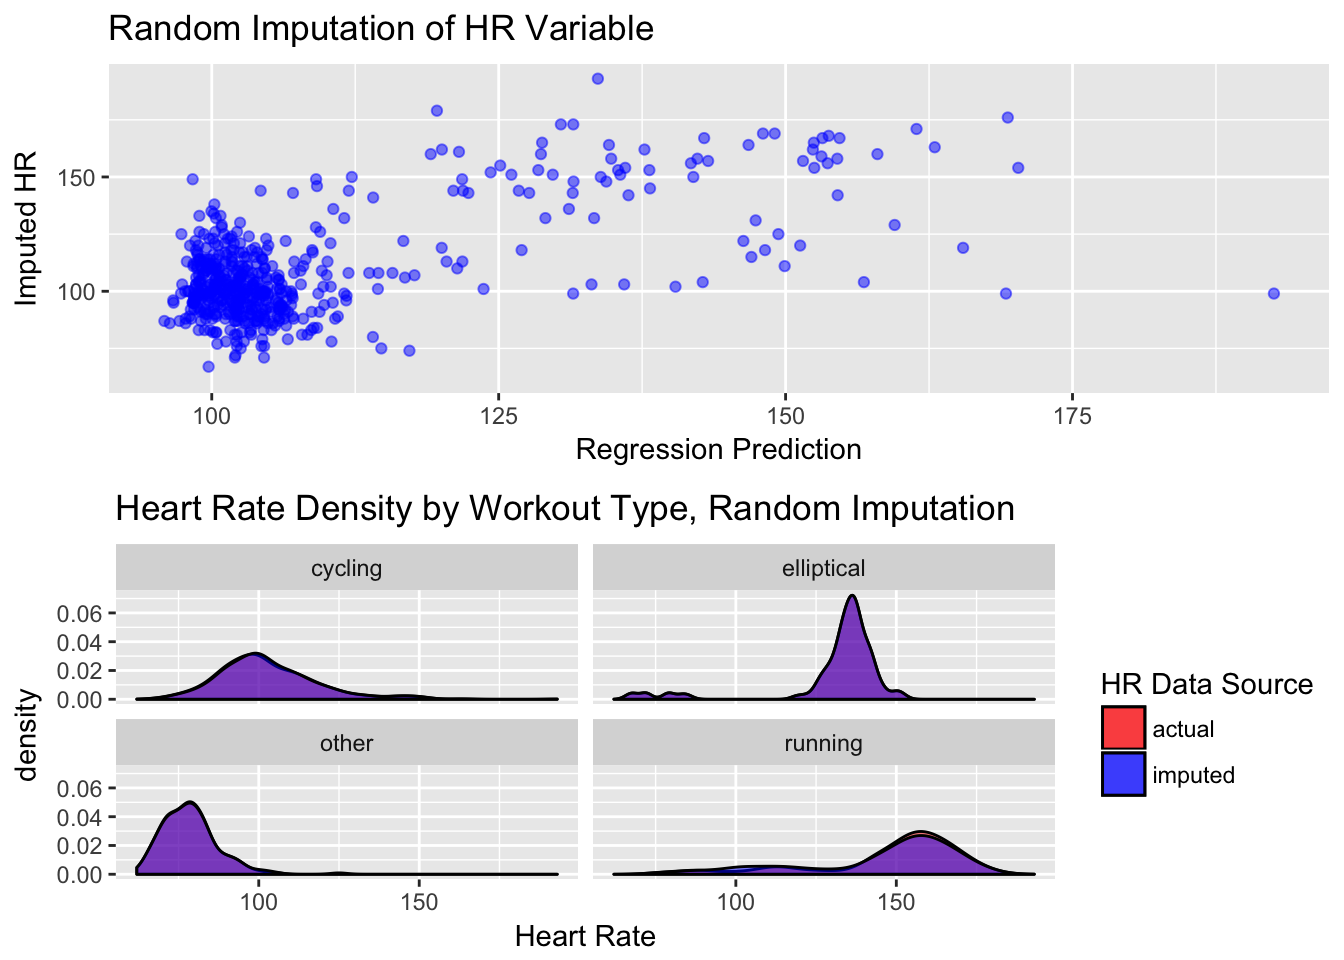 Random Imputation of HR Variable
Imputed HR
150
100
100 125 150 175
Regression Prediction
Heart Rate Density by Workout Type, Random Imputation
cycling elliptical
0.06
0.04
0.02
0.00
density
other running
0.06
0.04
0.02
0.00
100 150 100 150
Heart Rate
HR Data Source
actual
imputed